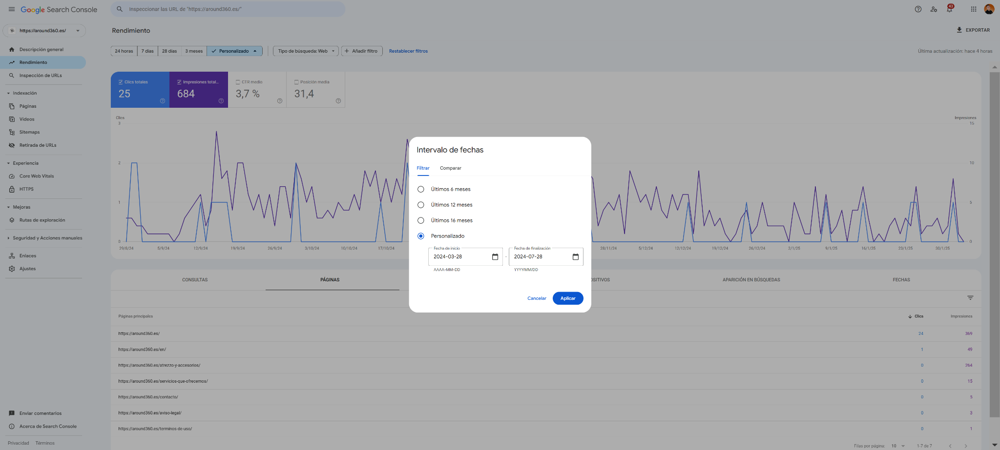 Google Search Console
Inspeccionar las URL de "https://around360.es/"
43
https://around360.es/
Rendimiento
EXPORTAR
24 horas
7 días
28 días
3 meses
Personalizado
Tipo de búsqueda: Web
Añadir filtro
Restablecer filtros
Última actualización: hace 4 horas
Descripción general
Rendimiento
Inspección de URLs
Indexación
Páginas
Vídeos
Sitemaps
Retirada de URLs
Experiencia
Core Web Vitals
HTTPS
Mejoras
Rutas de exploración
Seguridad y Acciones manuales
Enlaces
Ajustes
Enviar comentarios
Acerca de Search Console
Privacidad
Términos
Clics totales
25
Impresiones total...
684
CTR medio
3,7 %
Posición media
31,4
Clics
3
2
1
0
Impresiones
15
10
5
0
29/8/24
5/9/24
12/9/24
19/9/24
26/9/24
3/10/24
10/10/24
17/10/24
28/11/24
5/12/24
12/12/24
19/12/24
26/12/24
2/1/25
9/1/25
16/1/25
23/1/25
30/1/25
Intervalo de fechas
Filtrar
Comparar
Últimos 6 meses
Últimos 12 meses
Últimos 16 meses
Personalizado
Fecha de inicio
2024-03-28
AAAA-MM-DD
-
Fecha de finalización
2024-07-28
YYYY/MM/DD
Cancelar
Aplicar
CONSULTAS
PÁGINAS
OSITIVOS
APARICIÓN EN BÚSQUEDAS
FECHAS
Páginas principales
Clics
Impresiones
https://around360.es/
24
369
https://around360.es/en/
1
49
https://around360.es/atrezzo-y-accesorios/
0
264
https://around360.es/servicios-que-ofrecemos/
0
15
https://around360.es/contacto/
0
5
https://around360.es/aviso-legal/
0
3
https://around360.es/terminos-de-uso/
0
1
Filas por página:
10
1-7 de 7